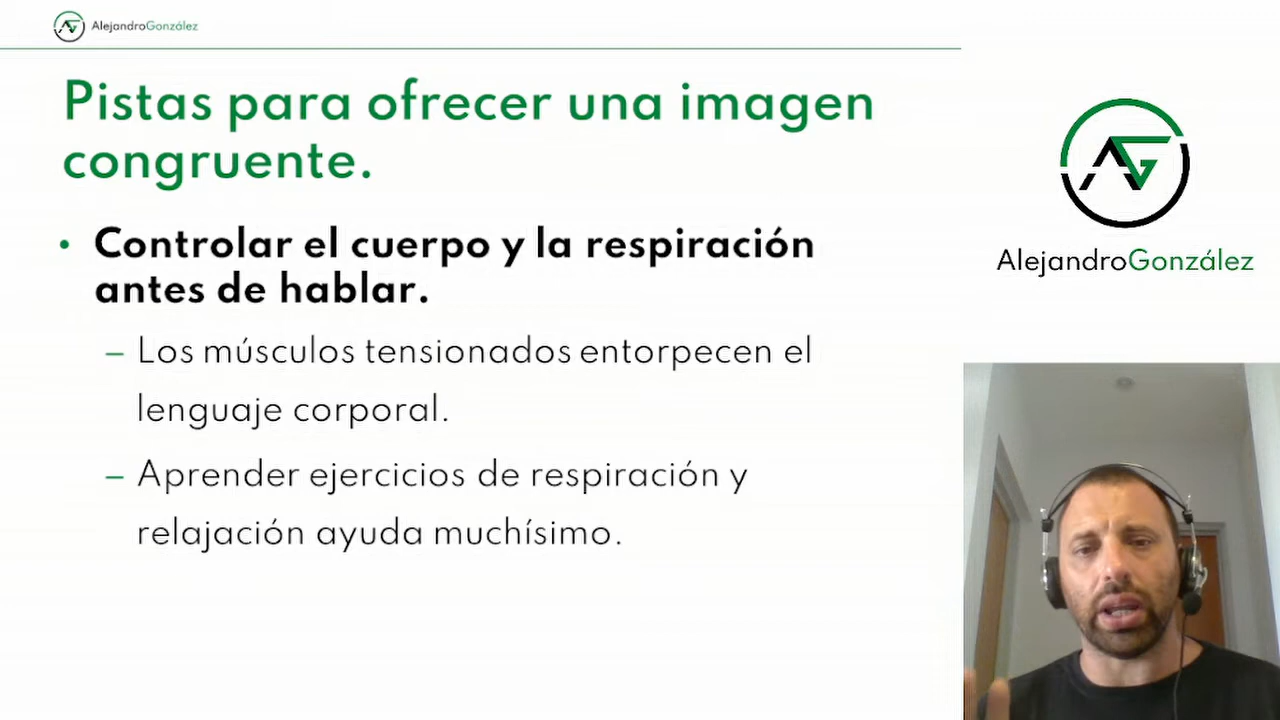 AlejandroGonzález
Pistas para ofrecer una imagen
congruente.
• Controlar el cuerpo y la respiración
antes de hablar.
– Los músculos tensionados entorpecen el
lenguaje corporal.
– Aprender ejercicios de respiración y
relajación ayuda muchísimo.
AG
AlejandroGonzález